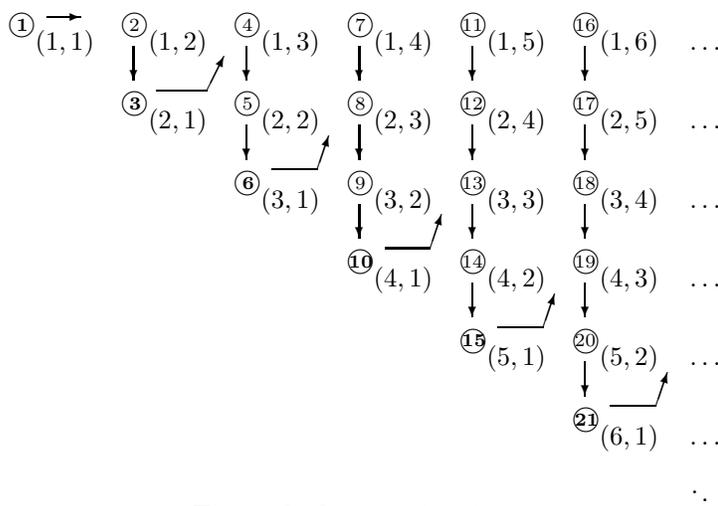 ① (1, 1) ② (1, 2) ④ (1, 3) ⑦ (1, 4) ⑪ (1, 5) ⑯ (1, 6) ...
③ (2, 1) ⑤ (2, 2) ⑧ (2, 3) ⑫ (2, 4) ⑰ (2, 5) ...
⑥ (3, 1) ⑨ (3, 2) ⑬ (3, 3) ⑱ (3, 4) ...
⑩ (4, 1) ⑭ (4, 2) ⑲ (4, 3) ...
⑮ (5, 1) ⑳ (5, 2) ...
㉑ (6, 1) ...
⋱